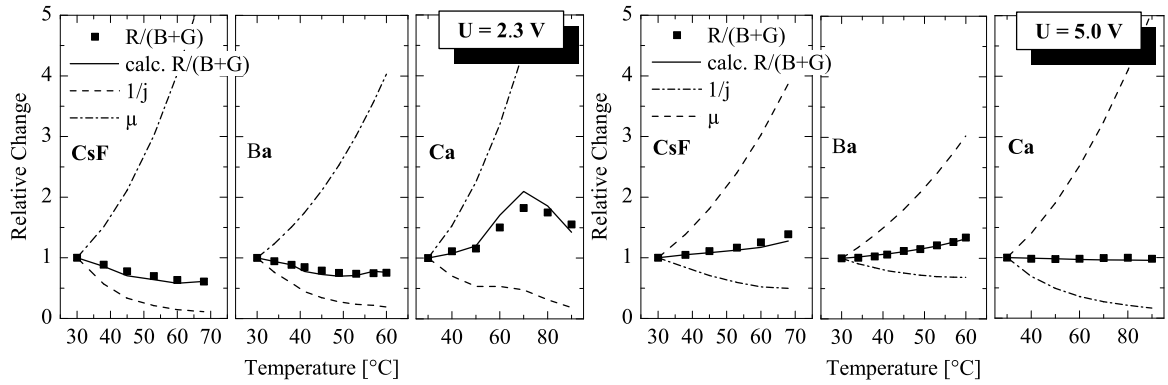 U = 2.3 V
Relative Change
5
4
3
2
1
0
R/(B+G)
calc. R/(B+G)
1/j
μ
CsF
Ba
Ca
30 40 50 60 70
30 40 50 60
40 60 80
Temperature [°C]
U = 5.0 V
Relative Change
5
4
3
2
1
0
R/(B+G)
calc. R/(B+G)
1/j
μ
CsF
Ba
Ca
30 40 50 60 70
30 40 50 60
40 60 80
Temperature [°C]